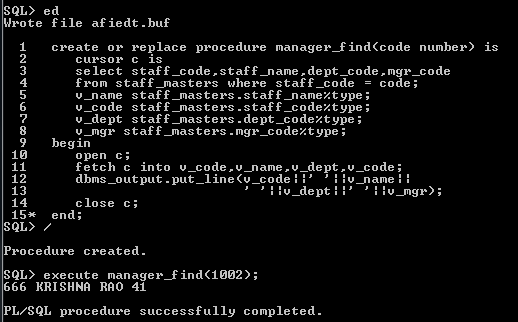 SQL> ed
Wrote file afiedt.buf
  1  create or replace procedure manager_find(code number) is
  2     cursor c is
  3     select staff_code,staff_name,dept_code,mgr_code
  4     from staff_masters where staff_code = code;
  5     v_name staff_masters.staff_name%type;
  6     v_code staff_masters.staff_code%type;
  7     v_dept staff_masters.dept_code%type;
  8     v_mgr staff_masters.mgr_code%type;
  9  begin
 10     open c;
 11     fetch c into v_code,v_name,v_dept,v_code;
 12     dbms_output.put_line(v_code||' '||v_name||
 13                         ' '||v_dept||' '||v_mgr);
 14     close c;
 15* end;
SQL> /
Procedure created.
SQL> execute manager_find(1002);
666 KRISHNA RAO 41
PL/SQL procedure successfully completed.